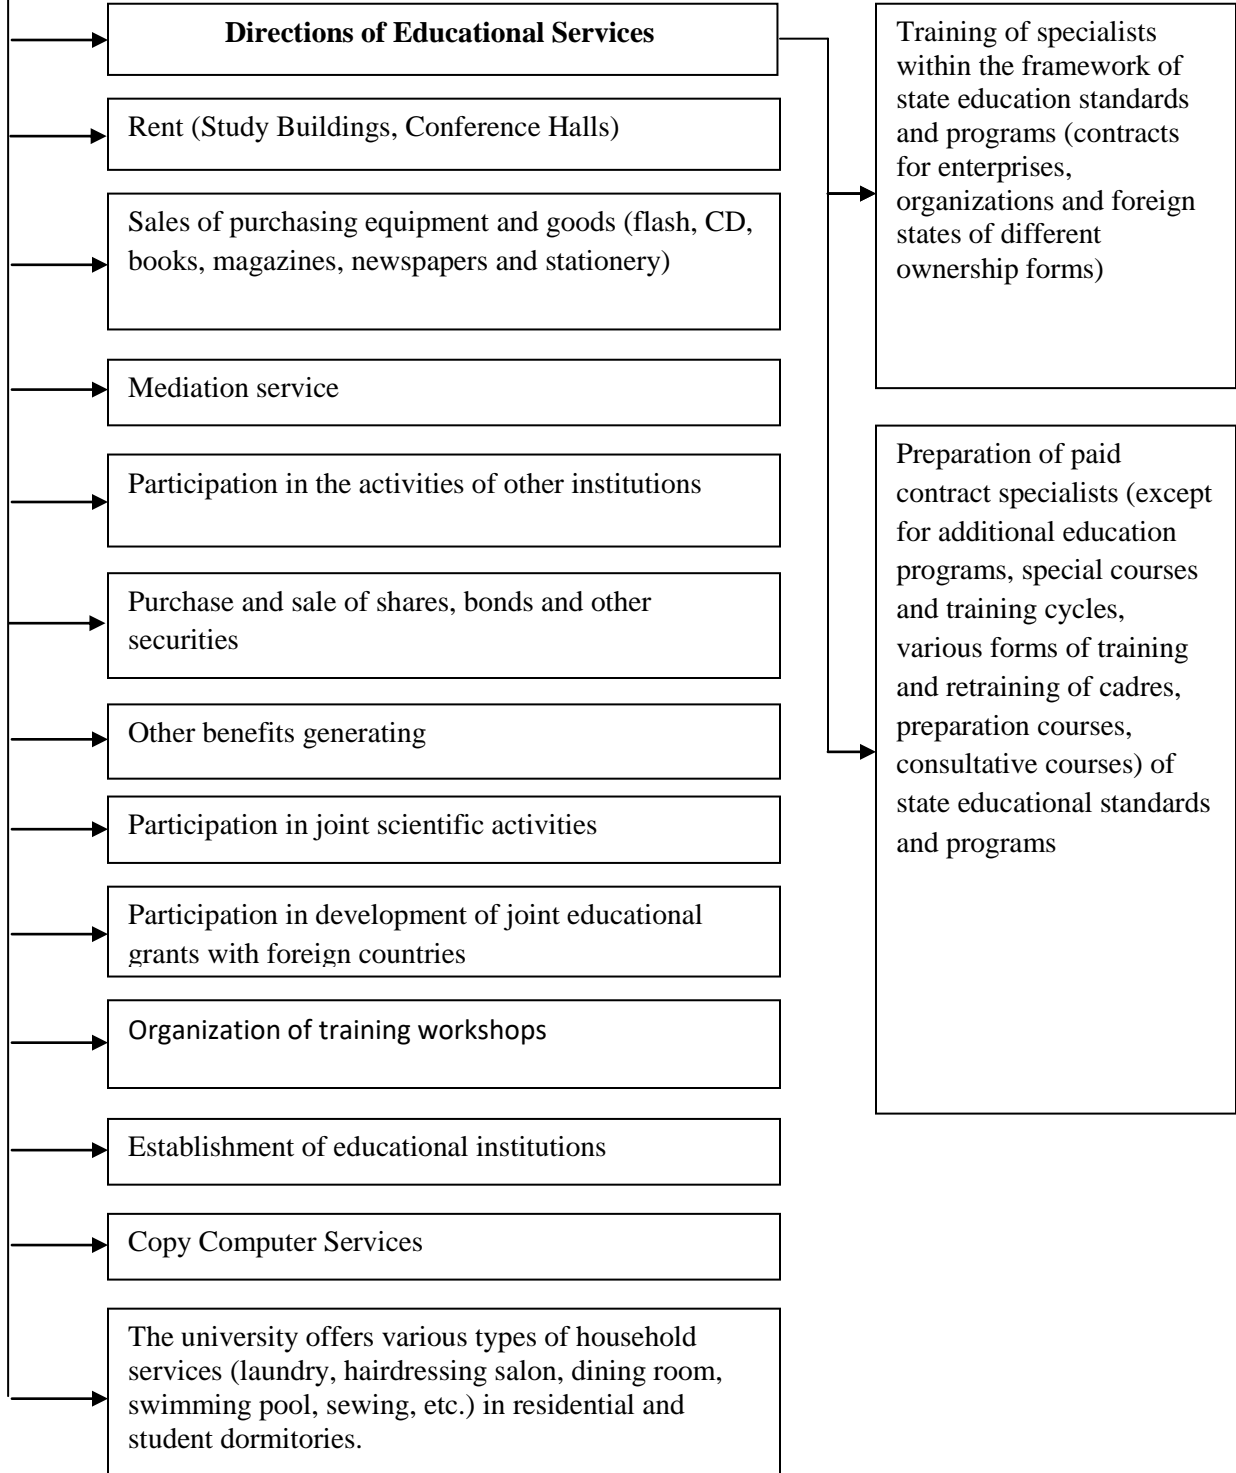 Directions of Educational Services
Rent (Study Buildings, Conference Halls)
Sales of purchasing equipment and goods (flash, CD,
books, magazines, newspapers and stationery)
Mediation service
Participation in the activities of other institutions
Purchase and sale of shares, bonds and other
securities
Other benefits generating
Participation in joint scientific activities
Participation in development of joint educational
grants with foreign countries
Organization of training workshops
Establishment of educational institutions
Copy Computer Services
The university offers various types of household
services (laundry, hairdressing salon, dining room,
swimming pool, sewing, etc.) in residential and
student dormitories.
Training of specialists
within the framework of
state education standards
and programs (contracts
for enterprises,
organizations and foreign
states of different
ownership forms)
Preparation of paid
contract specialists (except
for additional education
programs, special courses
and training cycles,
various forms of training
and retraining of cadres,
preparation courses,
consultative courses) of
state educational standards
and programs